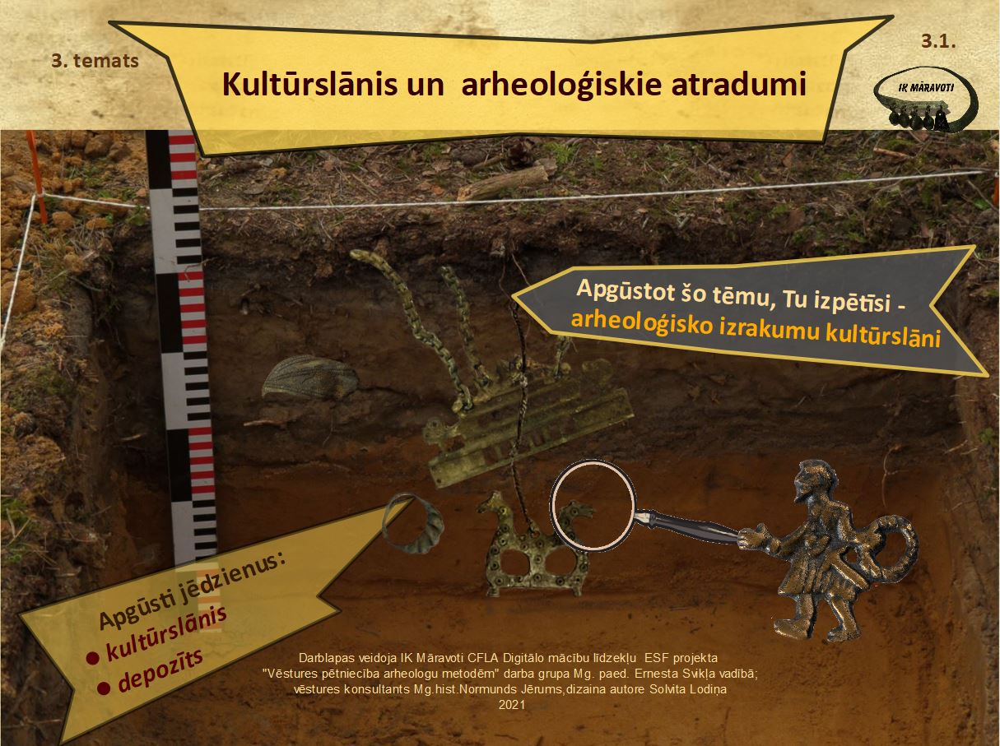 3. temats
Kultūrslānis un  arheoloģiskie atradumi
3.1.
IK MĀRAVOTI
Apgūstot šo tēmu, Tu izpētīsi -
arheoloģisko izrakumu kultūrslāni
Apgūsti jēdzienus:
● kultūrslānis
● depozīts
Darblapas veidoja IK Māravoti CFLA Digitālo mācību līdzekļu  ESF projekta
"Vēstures pētniecība arheologu metodēm" darba grupa Mg. paed. Ernesta Svikļa vadībā;
vēstures konsultants Mg.hist.Normunds Jērums,dizaina autore Solvita Lodiņa
2021